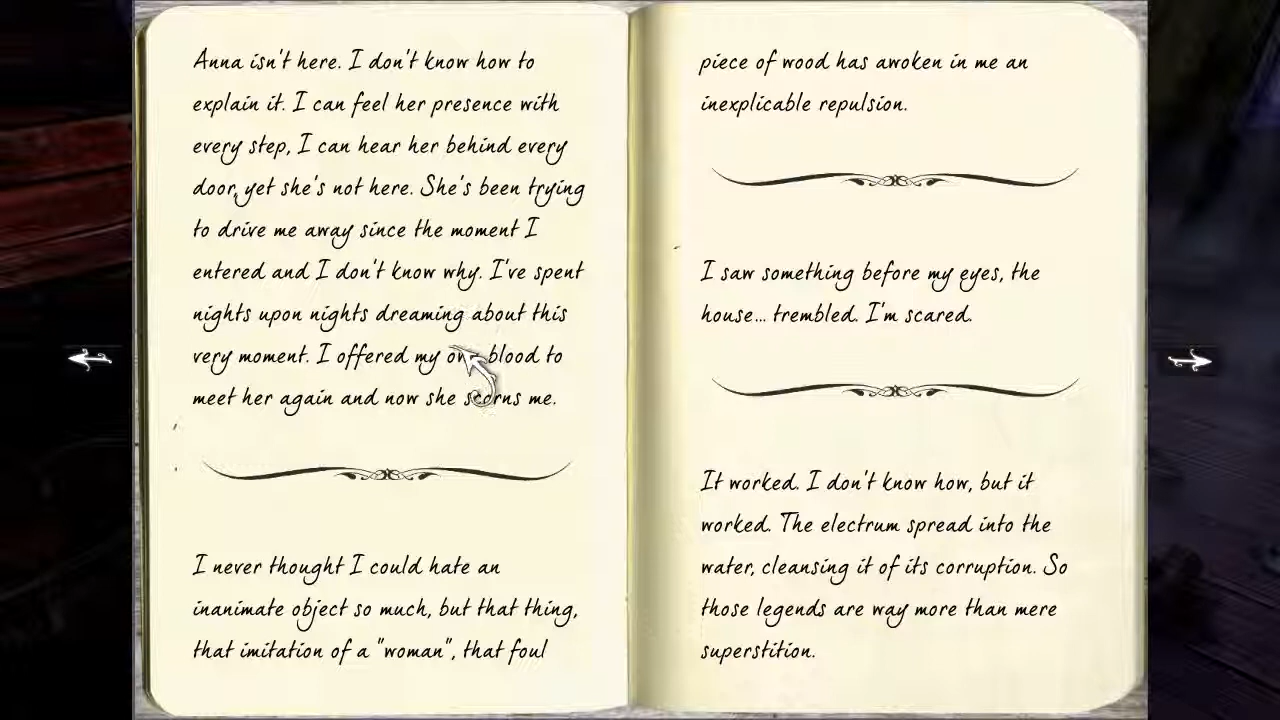 Anna isn't here. I don't know how to
explain it. I can feel her presence with
every step, I can hear her behind every
door, yet she's not here. She's been trying
to drive me away since the moment I
entered and I don't know why. I've spent
nights upon nights dreaming about this
very moment. I offered my own blood to
meet her again and now she scorns me.
I never thought I could hate an
inanimate object so much, but that thing,
that imitation of a "woman", that foul
piece of wood has awoken in me an
inexplicable repulsion.
I saw something before my eyes, the
house... trembled. I'm scared.
It worked. I don't know how, but it
worked. The electrum spread into the
water, cleansing it of its corruption. So
those legends are way more than mere
superstition.